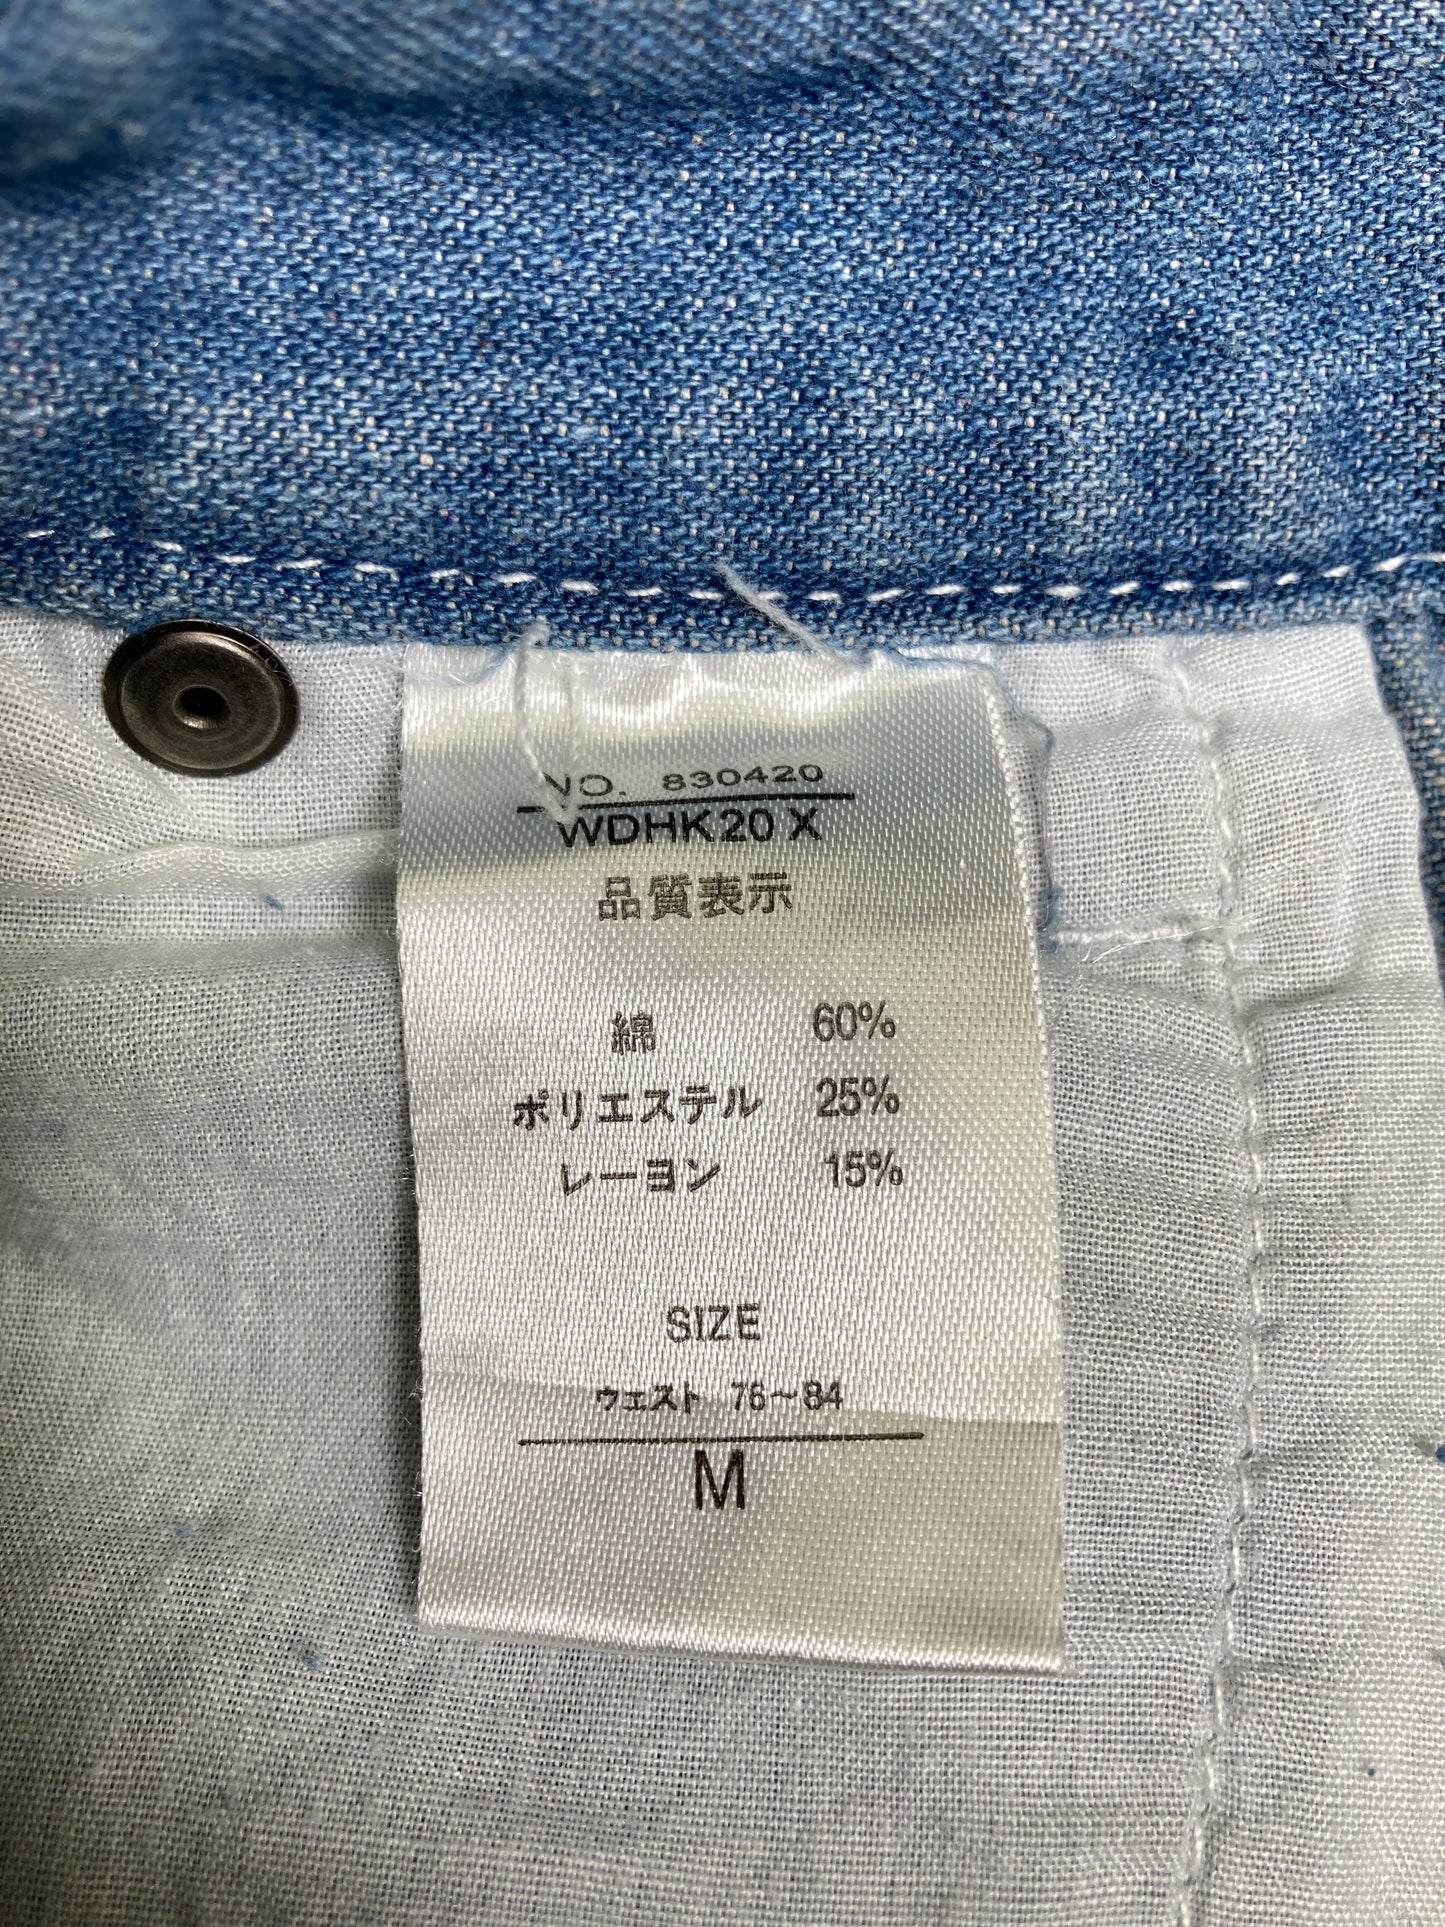 NO. 830420
WDHK20 X
品質表示
綿 60%
ポリエステル 25%
レーヨン 15%
SIZE
ウェスト 76～84
M